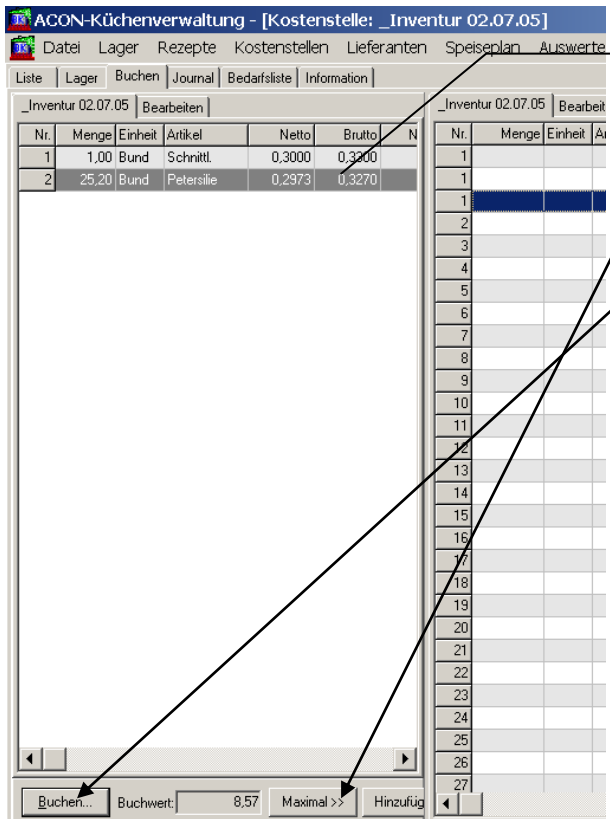 ACON-Küchenverwaltung - [Kostenstelle: _Inventur 02.07.05]
Datei Lager Rezepte Kostenstellen Lieferanten Speiseplan Auswerte
Liste Lager Buchen Journal Bedarfsliste Information
_Inventur 02.07.05 Bearbeiten
Nr. Menge Einheit Artikel Netto Brutto N
1 1,00 Bund Schnittl. 0,3000 0,3300
2 25,20 Bund Petersilie 0,2973 0,3270
Buchen... Buchwert: 8,57 Maximal >> Hinzufüg
_Inventur 02.07.05 Bearbeit
Nr. Menge Einheit A
1
1
1
2
3
4
5
6
7
8
9
10
11
12
13
14
15
16
17
18
19
20
21
22
23
24
25
26
27